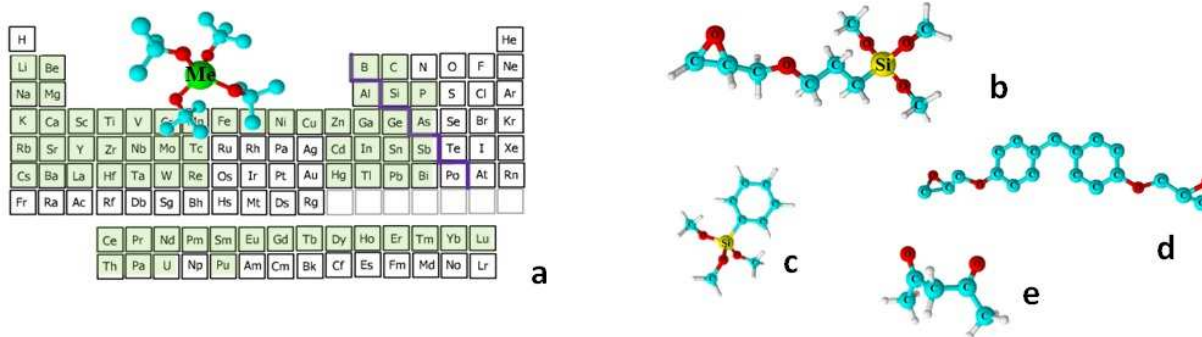 H He
Me
Li Be B C N O F Ne
Na Mg Al Si P S Cl Ar
K Ca Sc Ti V Fe Ni Cu Zn Ga Ge As Se Br Kr
Rb Sr Y Zr Nb Mo Tc Ru Rh Pa Ag Cd In Sn Sb Te I Xe
Cs Ba La Hf Ta W Re Os Ir Pt Au Hg Tl Pb Bi Po At Rn
Fr Ra Ac Rf Db Sg Bh Hs Mt Ds Rg
Ce Pr Nd Pm Sm Eu Gd Tb Dy Ho Er Tm Yb Lu
Th Pa U Np Pu Am Cm Bk Cf Es Fm Md No Lr
a
Si
b
Si
c
d
e